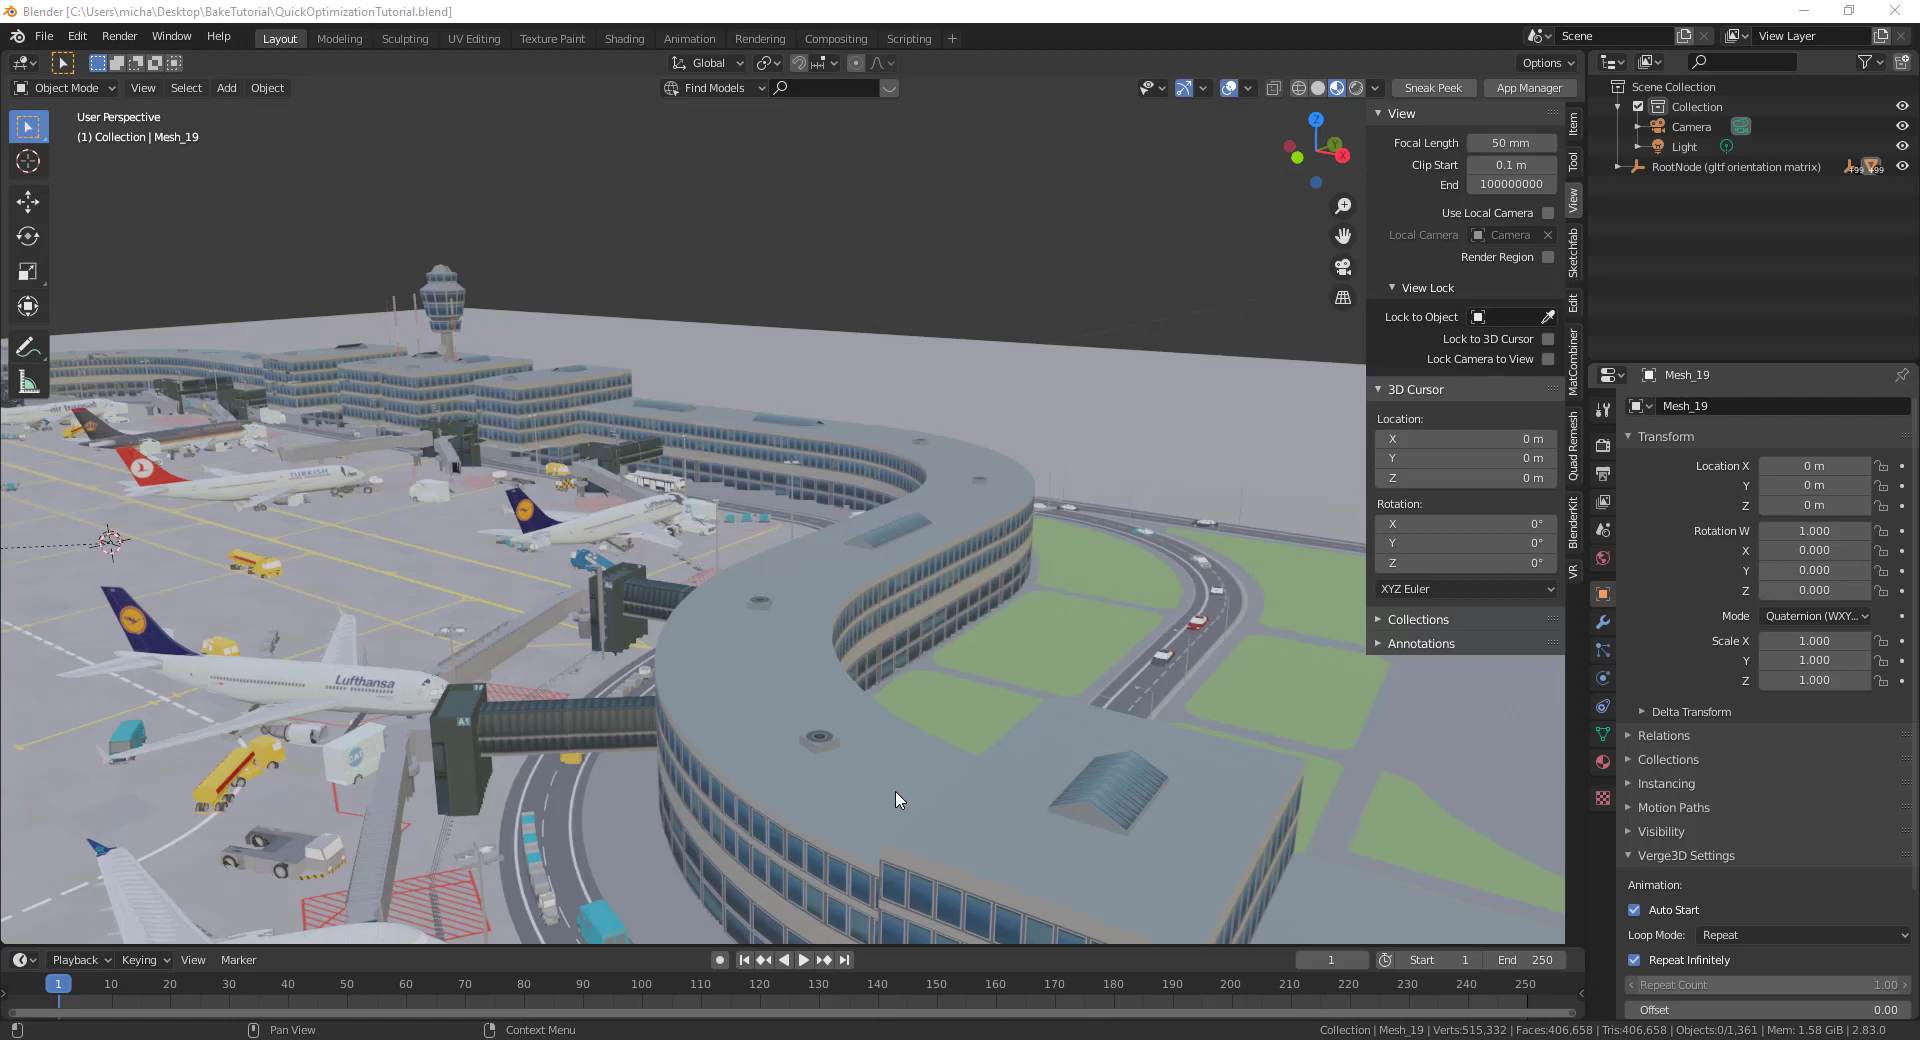 Blender [C:\Users\micha\Desktop\BakeTutorial\QuickOptimizationTutorial.blend]
File Edit Render Window Help Layout Modeling Sculpting UV Editing Texture Paint Shading Animation Rendering Compositing Scripting + Scene View Layer
Global Options
Object Mode View Select Add Object Find Models Sneak Peek App Manager
User Perspective
(1) Collection | Mesh_19
Z
Y
X
TURKISH
Lufthansa
A1
View
Focal Length 50 mm
Clip Start 0.1 m
End 100000000
Use Local Camera
Local Camera Camera
Render Region
View Lock
Lock to Object
Lock to 3D Cursor
Lock Camera to View
3D Cursor
Location:
X 0 m
Y 0 m
Z 0 m
Rotation:
X 0°
Y 0°
Z 0°
XYZ Euler
Collections
Annotations
Item
Tool
View
Sketchfab
Edit
MatCombiner
Quad Remesh
BlenderKit
VR
Scene Collection
Collection
Camera
Light
RootNode (gltf orientation matrix) +99 +99
Mesh_19
Mesh_19
Transform
Location X 0 m
Y 0 m
Z 0 m
Rotation W 1.000
X 0.000
Y 0.000
Z 0.000
Mode Quaternion (WXY...
Scale X 1.000
Y 1.000
Z 1.000
Delta Transform
Relations
Collections
Instancing
Motion Paths
Visibility
Verge3D Settings
Animation:
Auto Start
Loop Mode: Repeat
Repeat Infinitely
Repeat Count 1.00
Offset 0.00
Playback Keying View Marker 1 Start 1 End 250
1 10 20 30 40 50 60 70 80 90 100 110 120 130 140 150 160 170 180 190 200 210 220 230 240 250
Pan View Context Menu Collection | Mesh_19 | Verts:515,332 | Faces:406,658 | Tris:406,658 | Objects:0/1,361 | Mem: 1.58 GiB | 2.83.0